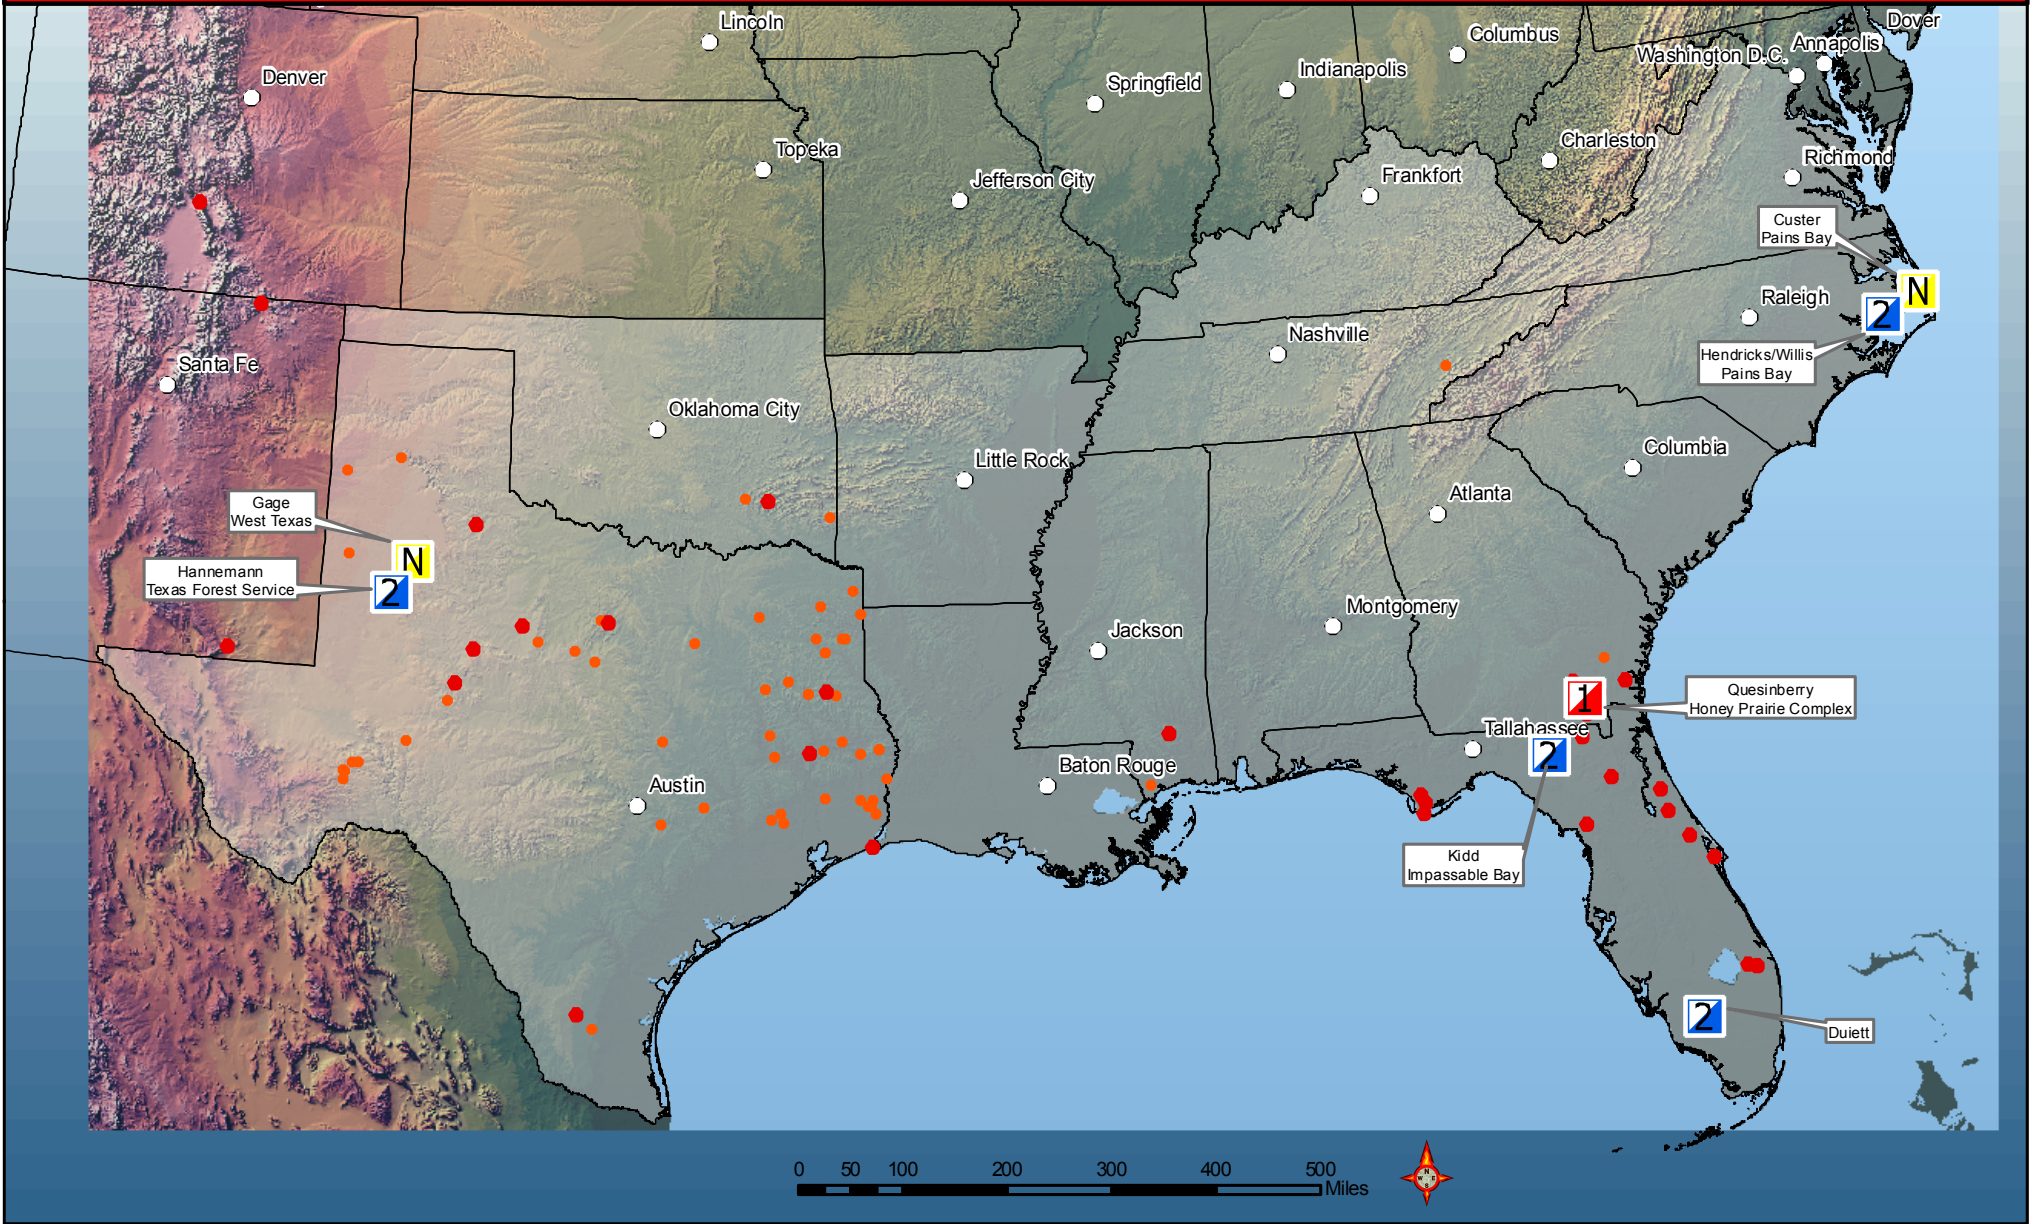 Lincoln
Dover
Columbus
Annapolis
Washington D.C.
Denver
Indianapolis
Springfield
Topeka
Charleston
Richmond
Jefferson City
Frankfort
Custer
Pains Bay
N
Raleigh
2
Nashville
Hendricks/Willis
Pains Bay
Santa Fe
Oklahoma City
Columbia
Little Rock
Atlanta
Gage
West Texas
N
Hannemann
Texas Forest Service
2
Montgomery
Jackson
Quesinberry
Honey Prairie Complex
1
Tallahassee
2
Baton Rouge
Austin
Kidd
Impassable Bay
2
Duiett
0 50 100 200 300 400 500
Miles
N
W E
S